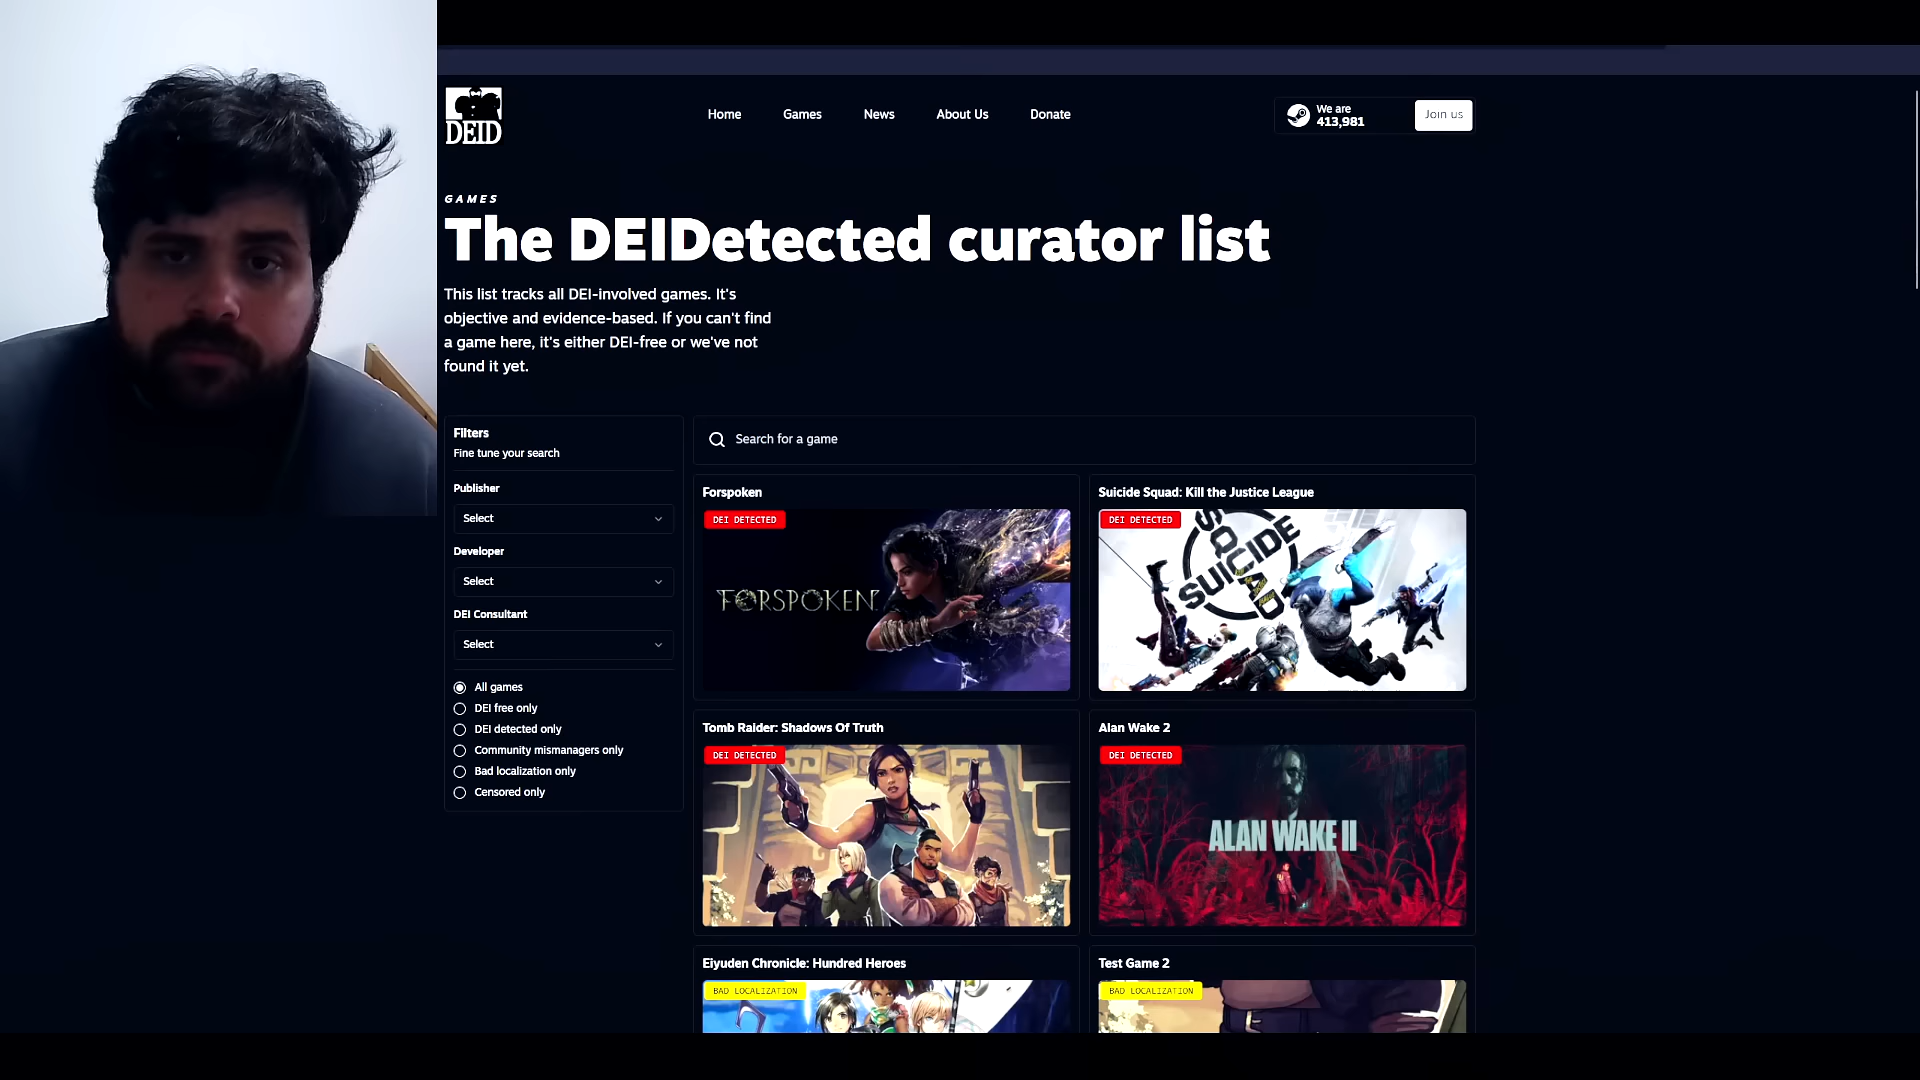 DEID
Home
Games
News
About Us
Donate
We are
413,981
Join us
GAMES
The DEIDetected curator list
This list tracks all DEI-involved games. It's
objective and evidence-based. If you can't find
a game here, it's either DEI-free or we've not
found it yet.
Filters
Fine tune your search
Publisher
Select
Developer
Select
DEI Consultant
Select
All games
DEI free only
DEI detected only
Community mismanagers only
Bad localization only
Censored only
Search for a game
Forspoken
DEI DETECTED
FORSPOKEN
Suicide Squad: Kill the Justice League
DEI DETECTED
SUICIDE
SQUAD
Tomb Raider: Shadows Of Truth
DEI DETECTED
Alan Wake 2
DEI DETECTED
ALAN WAKE II
Eiyuden Chronicle: Hundred Heroes
BAD LOCALIZATION
Test Game 2
BAD LOCALIZATION